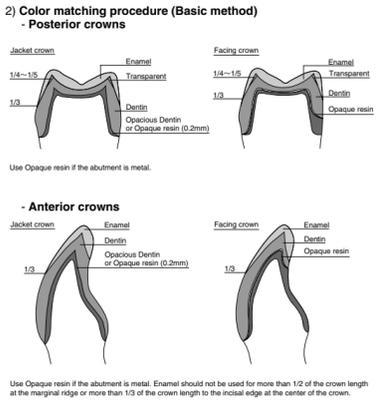 2) Color matching procedure (Basic method)
- Posterior crowns
Jacket crown
Enamel
1/4~1/5
Transparent
1/3
Dentin
Opacious Dentin
or Opaque resin (0.2mm)
Facing crown
Enamel
1/4~1/5
Transparent
1/3
Dentin
Opaque resin
Use Opaque resin if the abutment is metal.
- Anterior crowns
Jacket crown
Enamel
Dentin
Opacious Dentin
or Opaque resin (0.2mm)
1/3
Facing crown
Enamel
Dentin
Opaque resin
1/3
Use Opaque resin if the abutment is metal. Enamel should not be used for more than 1/2 of the crown length
at the marginal ridge or more than 1/3 of the crown length to the incisal edge at the center of the crown.